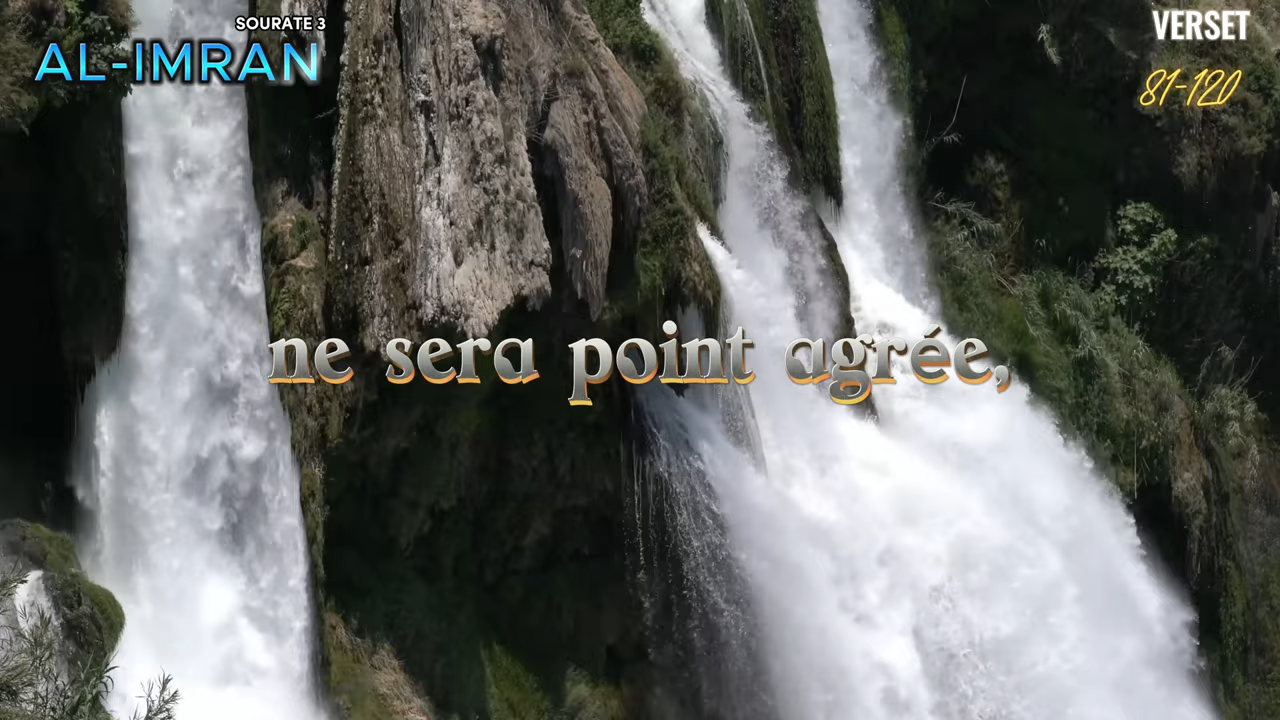 SOURATE 3
AL-IMRAN
VERSET
81-120
ne sera point agrée,